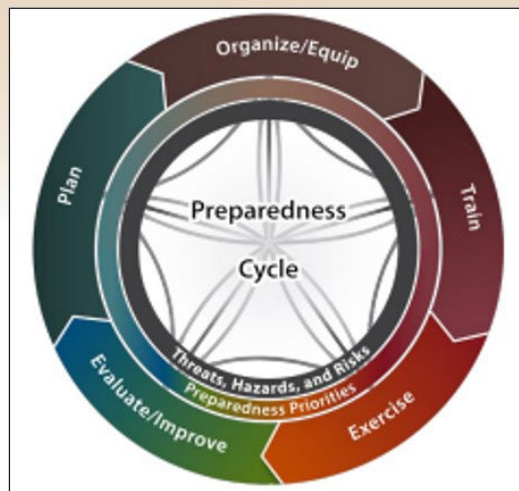 Organize/Equip
Plan
Train
Preparedness
Cycle
Threats, Hazards, and Risks
Preparedness Priorities
Evaluate/Improve
Exercise